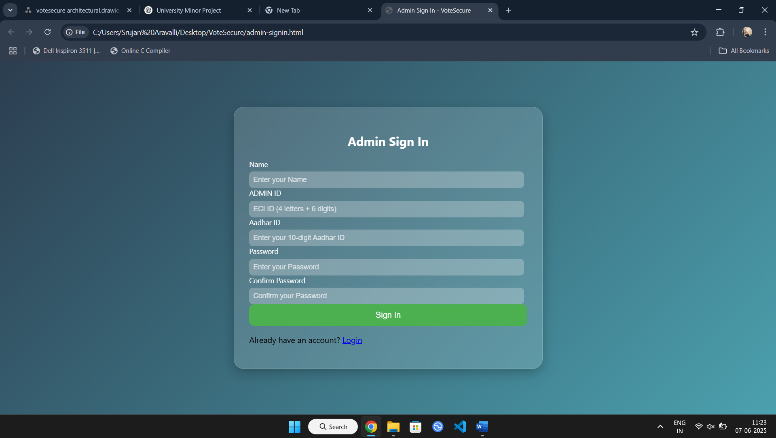 votesecure architectural.drawio
University Minor Project
New Tab
Admin Sign In - VoteSecure
File
C:/Users/Srujan%20Aravalli/Desktop/VoteSecure/admin-signin.html
Dell Inspiron 3511 |...
Online C Compiler
All Bookmarks
Admin Sign In
Name
Enter your Name
ADMIN ID
ECI ID (4 letters + 6 digits)
Aadhar ID
Enter your 10-digit Aadhar ID
Password
Enter your Password
Confirm Password
Confirm your Password
Sign In
Already have an account? Login
Search
ENG
IN
11:23
07-06-2025